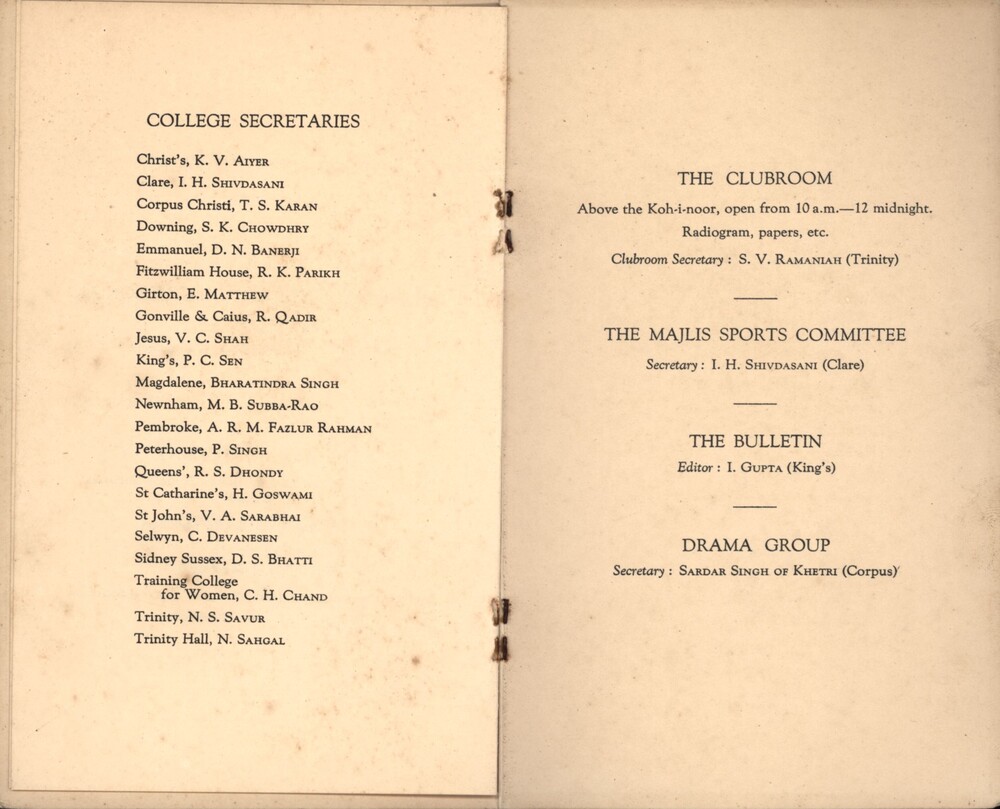 COLLEGE SECRETARIES
Christ's, K. V. AIYER
Clare, I. H. SHIVDASANI
Corpus Christi, T. S. KARAN
Downing, S. K. CHOWDHRY
Emmanuel, D. N. BANERJI
Fitzwilliam House, R. K. PARIKH
Girton, E. MATTHEW
Gonville & Caius, R. QADIR
Jesus, V. C. SHAH
King's, P. C. SEN
Magdalene, BHARATINDRA SINGH
Newnham, M. B. SUBBA-RAO
Pembroke, A. R. M. FAZLUR RAHMAN
Peterhouse, P. SINGH
Queens', R. S. DHONDY
St Catharine's, H. GOSWAMI
St John's, V. A. SARABHAI
Selwyn, C. DEVANESEN
Sidney Sussex, D. S. BHATTI
Training College
for Women, C. H. CHAND
Trinity, N. S. SAVUR
Trinity Hall, N. SAHGAL
THE CLUBROOM
Above the Koh-i-noor, open from 10 a.m.—12 midnight.
Radiogram, papers, etc.
Clubroom Secretary : S. V. RAMANIAH (Trinity)
THE MAJLIS SPORTS COMMITTEE
Secretary : I. H. SHIVDASANI (Clare)
THE BULLETIN
Editor : I. GUPTA (King's)
DRAMA GROUP
Secretary : SARDAR SINGH OF KHETRI (Corpus)